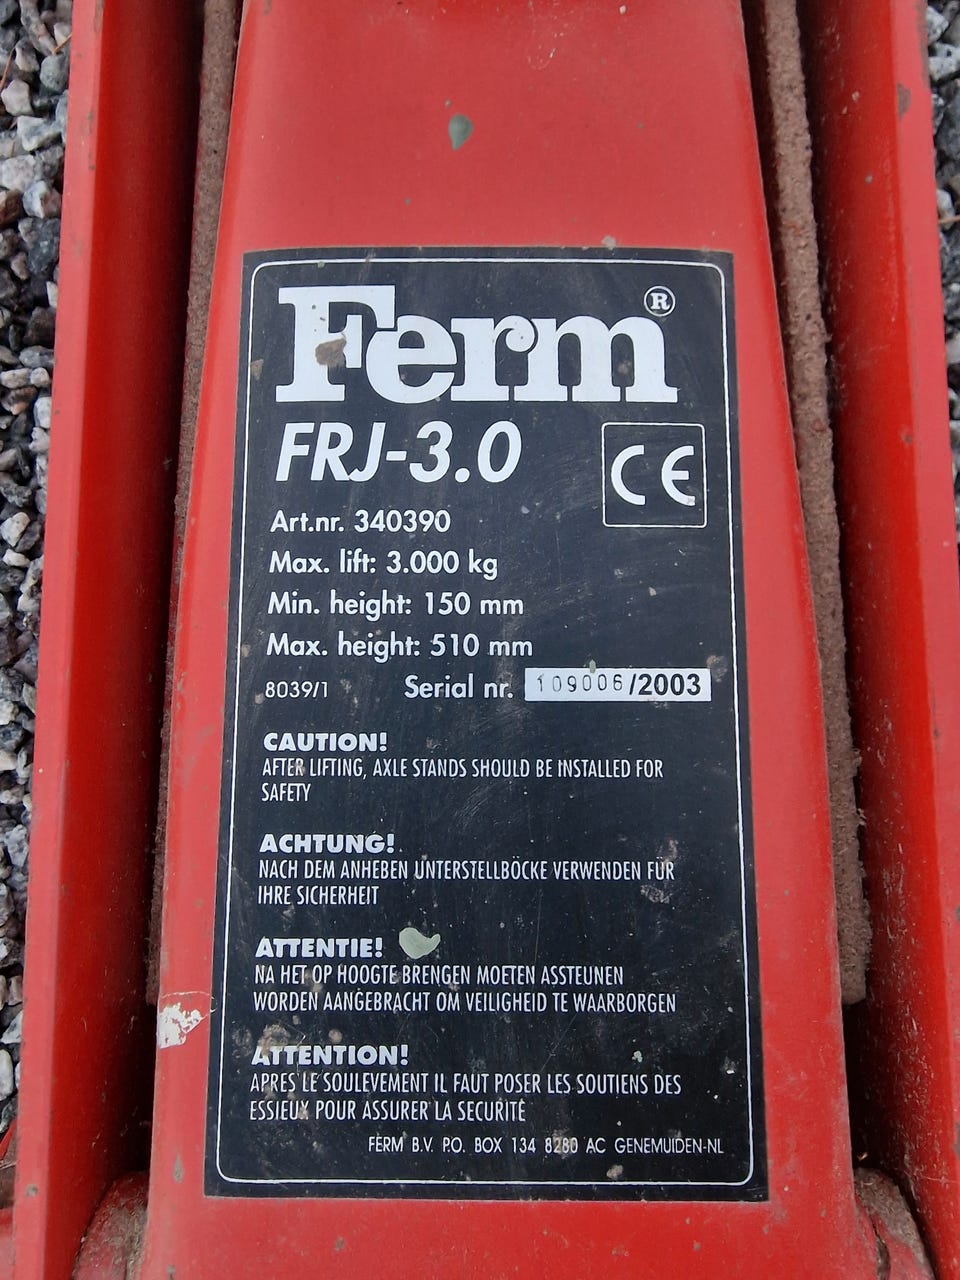 Ferm®
FRJ-3.0
CE
Art.nr. 340390
Max. lift: 3.000 kg
Min. height: 150 mm
Max. height: 510 mm
8039/1 Serial nr. 109006/2003
CAUTION!
AFTER LIFTING, AXLE STANDS SHOULD BE INSTALLED FOR
SAFETY
ACHTUNG!
NACH DEM ANHEBEN UNTERSTELLBÖCKE VERWENDEN FÜR
IHRE SICHERHEIT
ATTENTIE!
NA HET OP HOOGTE BRENGEN MOETEN ASSTEUNEN
WORDEN AANGEBRACHT OM VEILIGHEID TE WAARBORGEN
ATTENTION!
APRES LE SOULEVEMENT IL FAUT POSER LES SOUTIENS DES
ESSIEUX POUR ASSURER LA SECURITÉ
FERM B.V. P.O. BOX 134 8280 AC GENEMUIDEN-NL